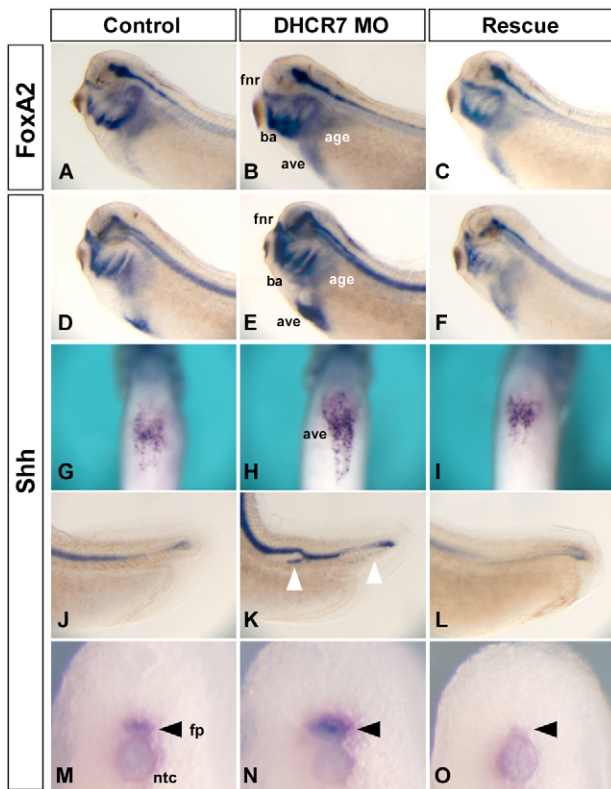 Control DHCR7 MO Rescue
FoxA2
fnr
ba age
ave
A B C
Shh
fnr
ba age
ave
D E F
ave
G H I
J K L
fp
ntc
M N O